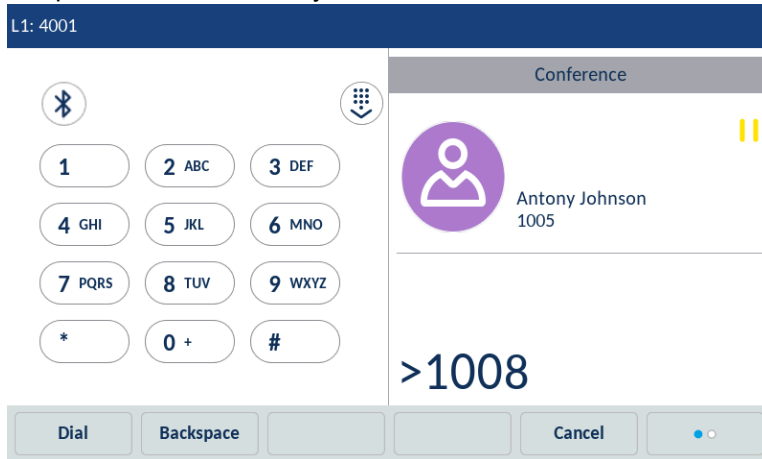 L1: 4001
Conference
1
2 ABC
3 DEF
Antony Johnson
1005
4 GHI
5 JKL
6 MNO
7 PQRS
8 TUV
9 WXYZ
*
0 +
#
>1008
Dial
Backspace
Cancel